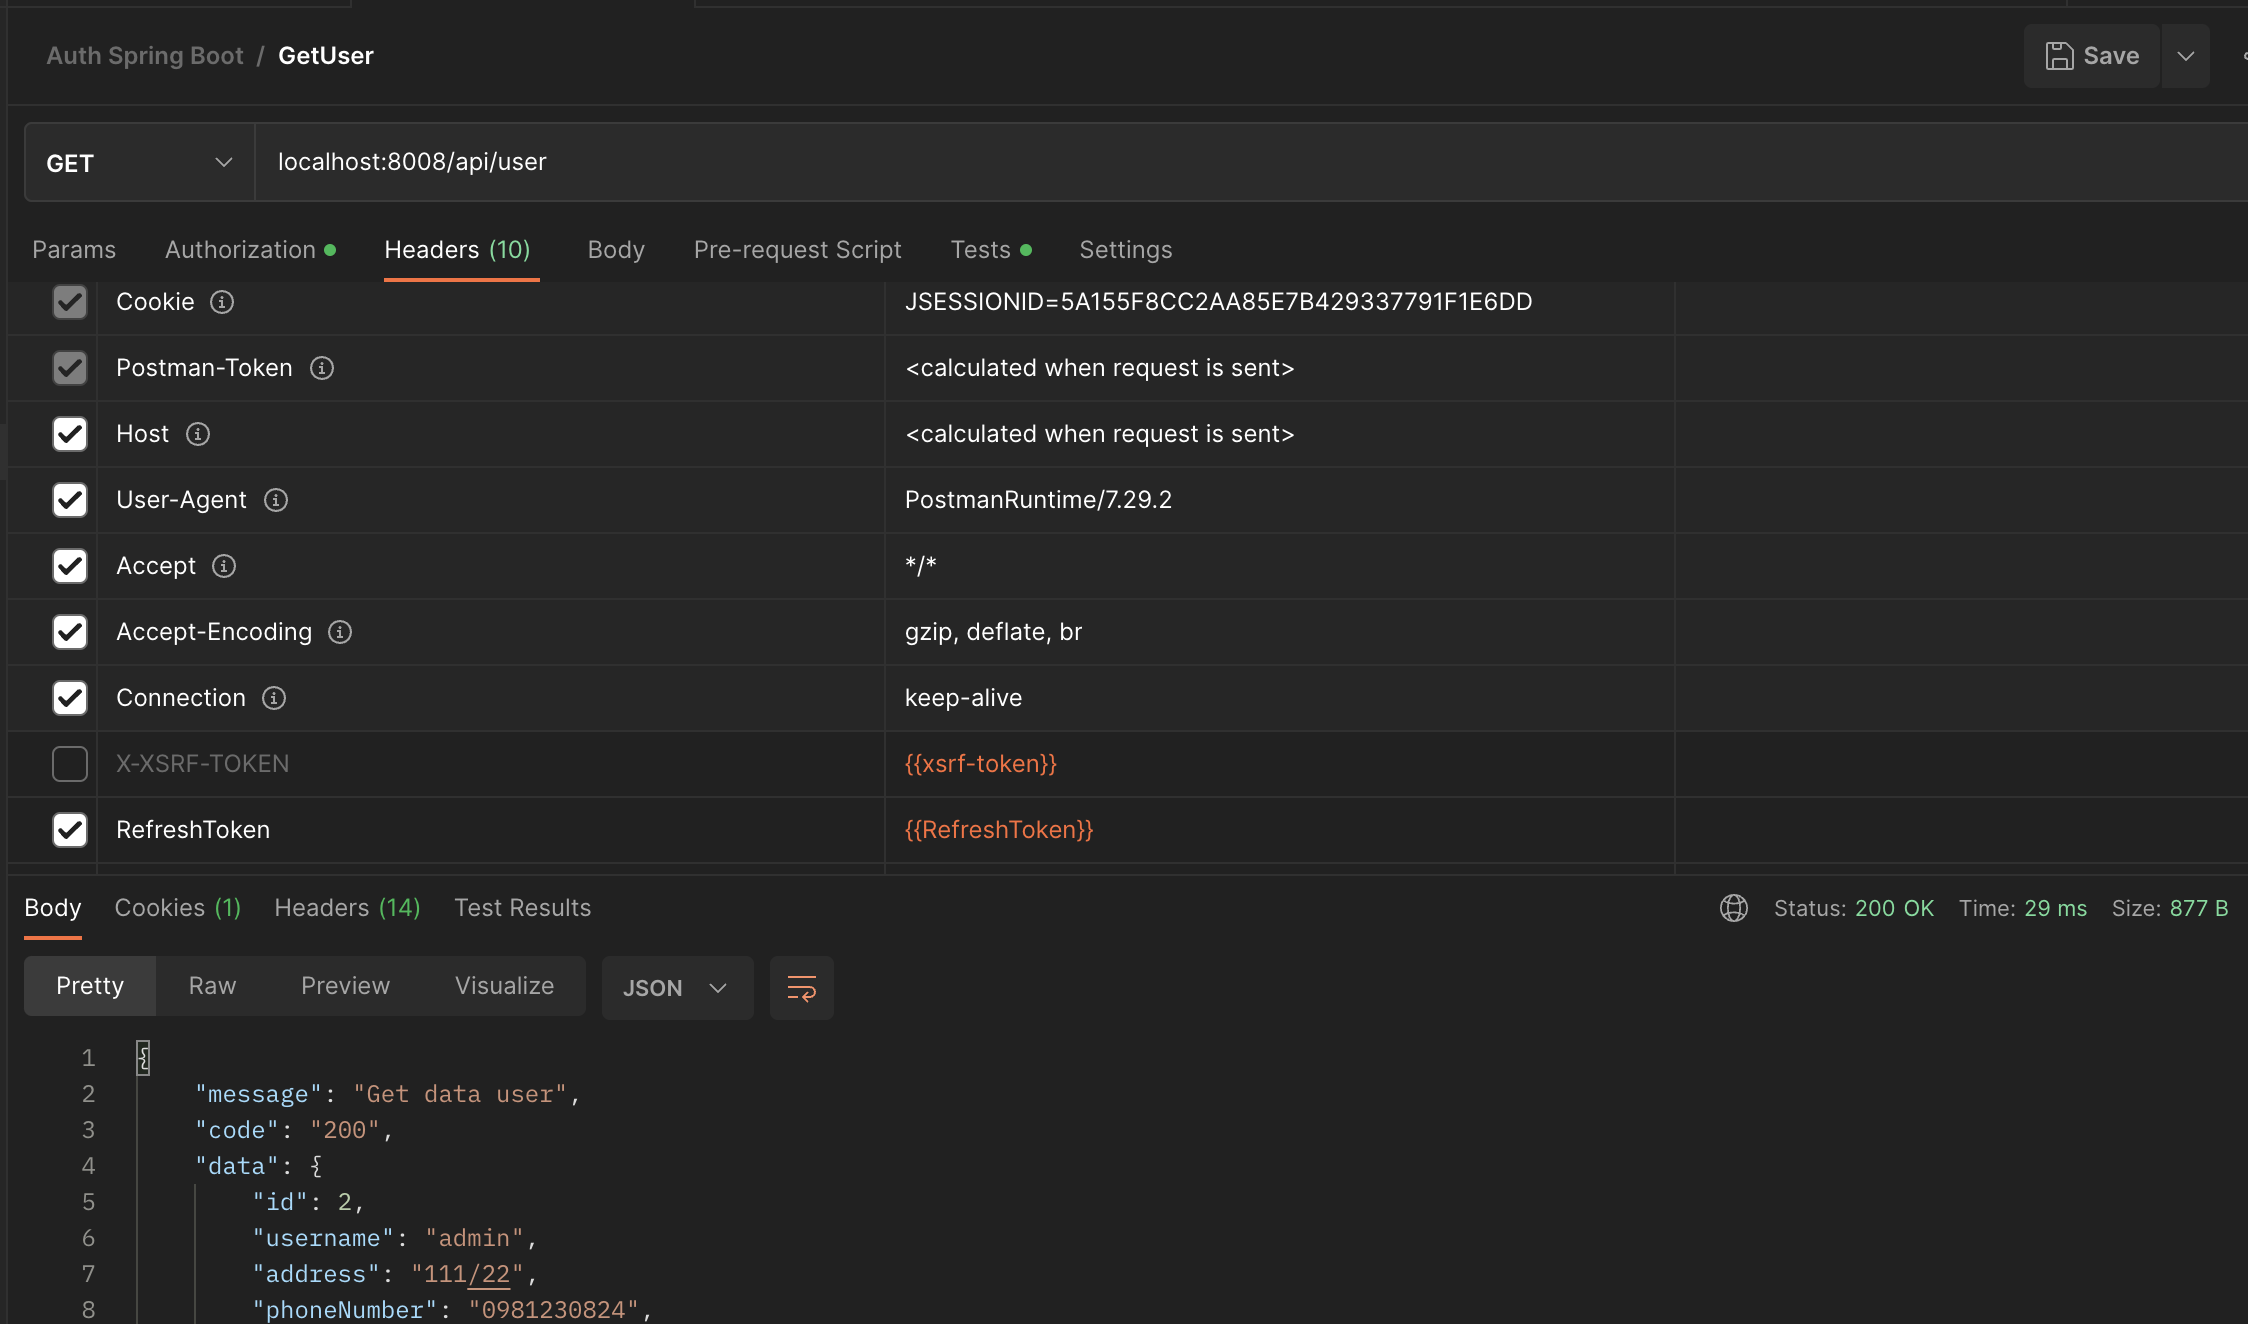 Auth Spring Boot / GetUser
Save
GET
localhost:8008/api/user
Params Authorization Headers (10) Body Pre-request Script Tests Settings
Cookie JSESSIONID=5A155F8CC2AA85E7B429337791F1E6DD
Postman-Token <calculated when request is sent>
Host <calculated when request is sent>
User-Agent PostmanRuntime/7.29.2
Accept */*
Accept-Encoding gzip, deflate, br
Connection keep-alive
X-XSRF-TOKEN {{xsrf-token}}
RefreshToken {{RefreshToken}}
Body Cookies (1) Headers (14) Test Results Status: 200 OK Time: 29 ms Size: 877 B
Pretty Raw Preview Visualize JSON
1 {
2 "message": "Get data user",
3 "code": "200",
4 "data": {
5 "id": 2,
6 "username": "admin",
7 "address": "111/22",
8 "phoneNumber": "0981230824",